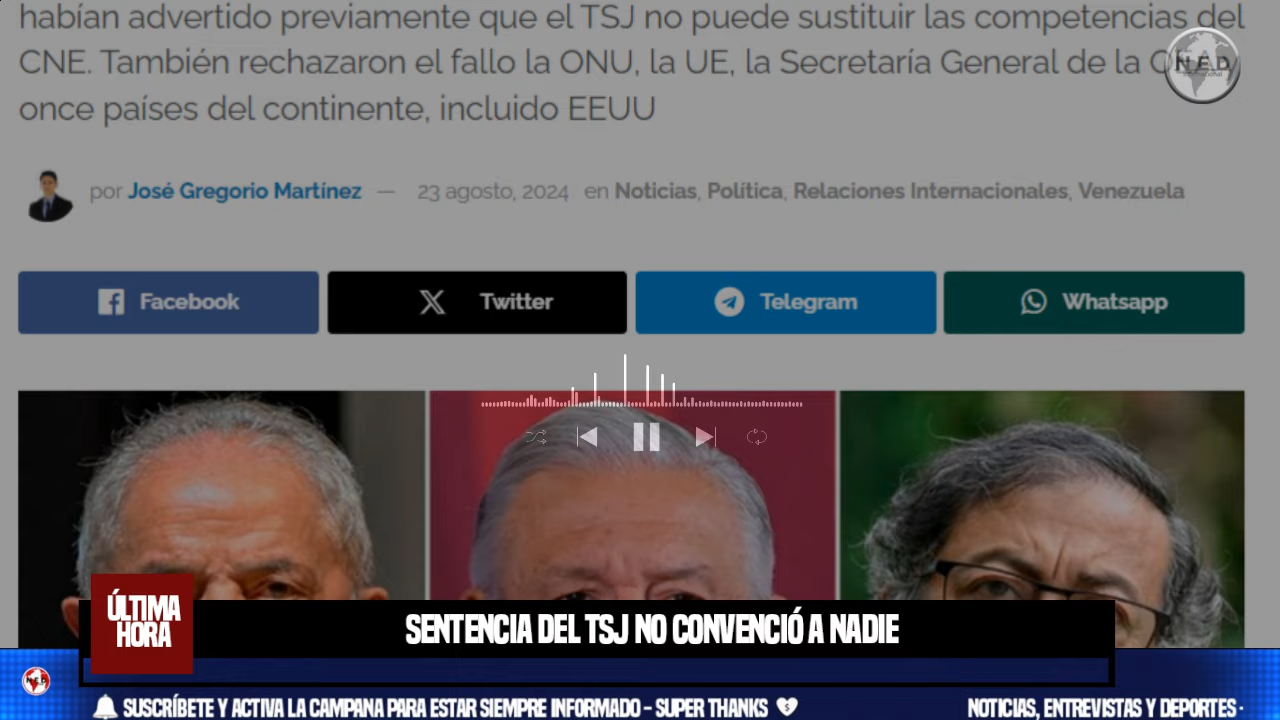 habían advertido previamente que el TSJ no puede sustituir las competencias del
CNE. También rechazaron el fallo la ONU, la UE, la Secretaría General de la
once países del continente, incluido EEUU
N.E.D
por José Gregorio Martínez — 23 agosto, 2024 en Noticias, Política, Relaciones Internacionales, Venezuela
Facebook
Twitter
Telegram
Whatsapp
ÚLTIMA
HORA
SENTENCIA DEL TSJ NO CONVENCIÓ A NADIE
N.E.D
SUSCRÍBETE Y ACTIVA LA CAMPANA PARA ESTAR SIEMPRE INFORMADO - SUPER THANKS
NOTICIAS, ENTREVISTAS Y DEPORTES ·